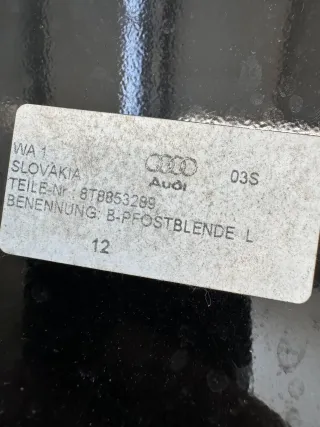 WA 1
SLOVAKIA
Audi
03S
TEILE-Nr.: 8T8853289
BENENNUNG: B-PFOSTBLENDE L
12